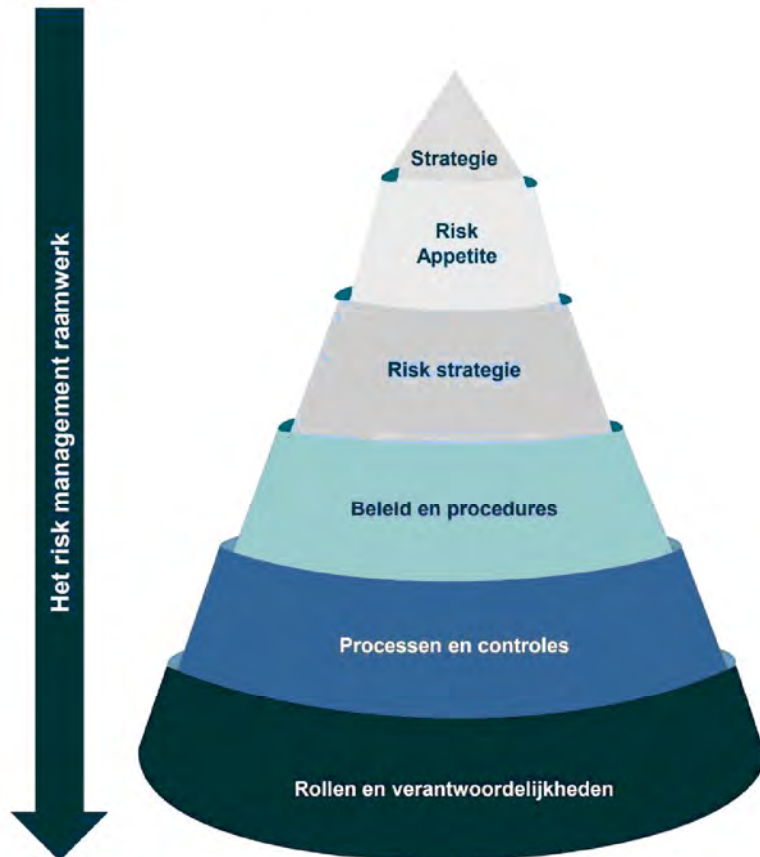 Het risk management raamwerk
Strategie
Risk
Appetite
Risk strategie
Beleid en procedures
Processen en controles
Rollen en verantwoordelijkheden